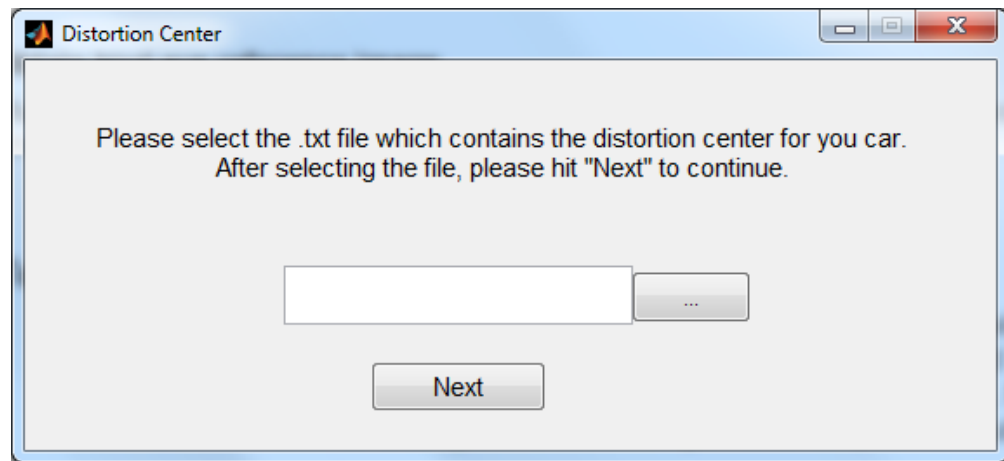 Distortion Center
Please select the .txt file which contains the distortion center for you car.
After selecting the file, please hit "Next" to continue.
...
Next